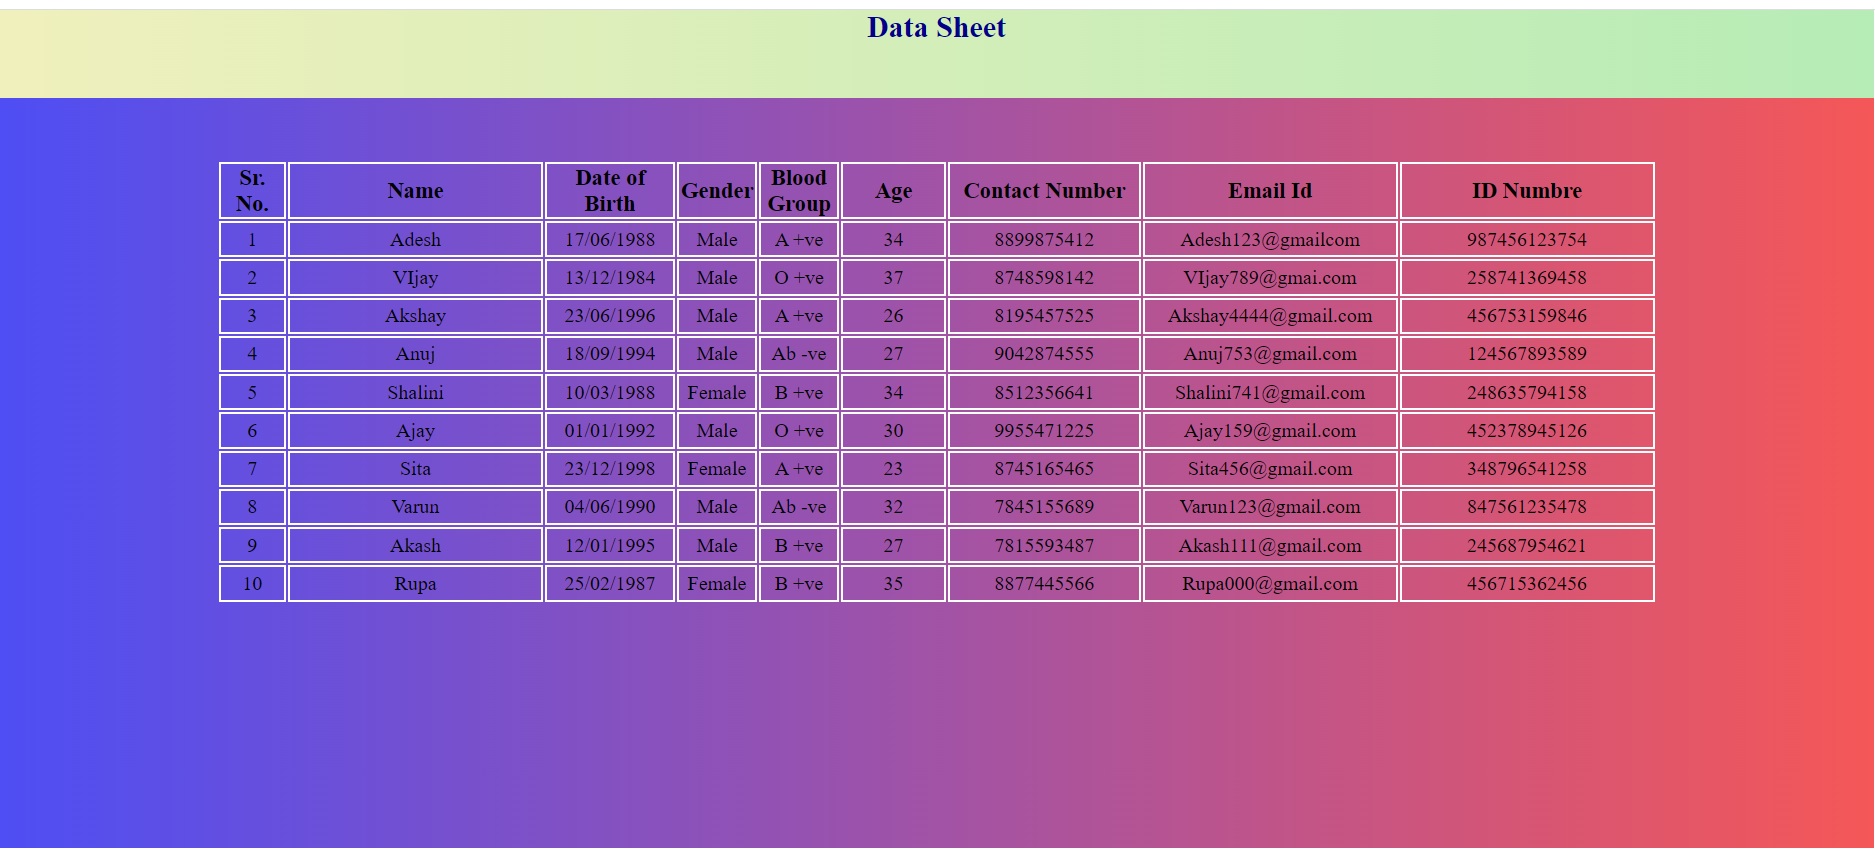 Data Sheet
Sr. No. Name Date of Birth Gender Blood Group Age Contact Number Email Id ID Numbre
1 Adesh 17/06/1988 Male A +ve 34 8899875412 Adesh123@gmailcom 987456123754
2 VIjay 13/12/1984 Male O +ve 37 8748598142 VIjay789@gmai.com 258741369458
3 Akshay 23/06/1996 Male A +ve 26 8195457525 Akshay4444@gmail.com 456753159846
4 Anuj 18/09/1994 Male Ab -ve 27 9042874555 Anuj753@gmail.com 124567893589
5 Shalini 10/03/1988 Female B +ve 34 8512356641 Shalini741@gmail.com 248635794158
6 Ajay 01/01/1992 Male O +ve 30 9955471225 Ajay159@gmail.com 452378945126
7 Sita 23/12/1998 Female A +ve 23 8745165465 Sita456@gmail.com 348796541258
8 Varun 04/06/1990 Male Ab -ve 32 7845155689 Varun123@gmail.com 847561235478
9 Akash 12/01/1995 Male B +ve 27 7815593487 Akash111@gmail.com 245687954621
10 Rupa 25/02/1987 Female B +ve 35 8877445566 Rupa000@gmail.com 456715362456